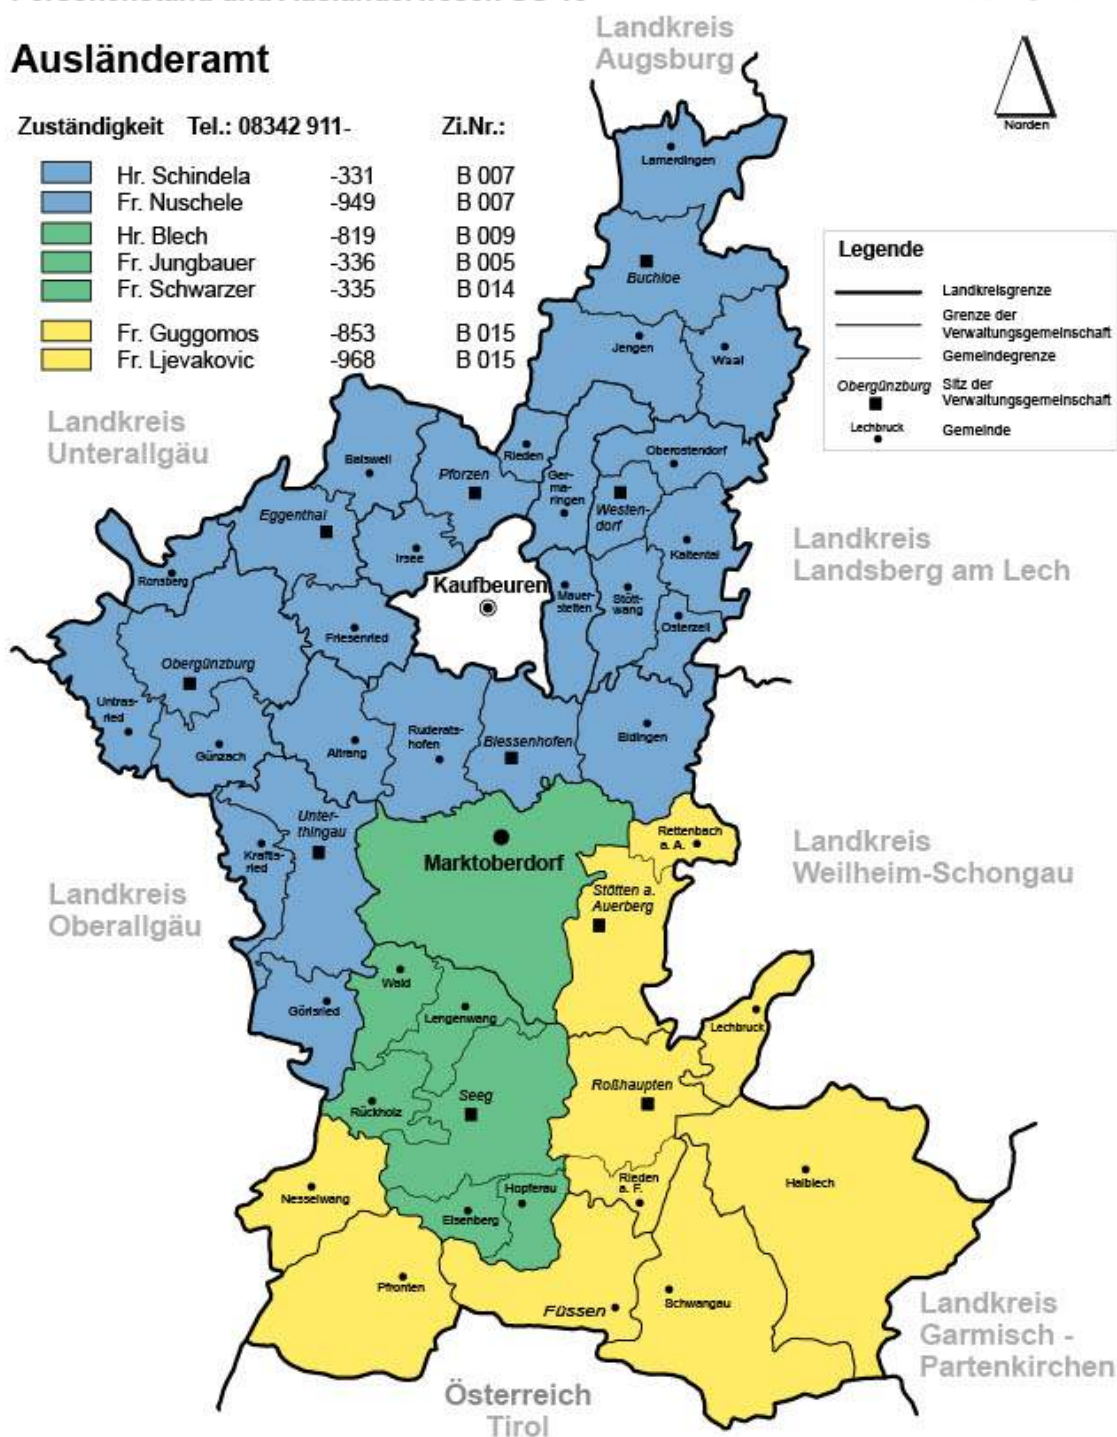 Landkreis
Augsburg
Ausländeramt
Norden
Zuständigkeit Tel.: 08342 911- Zi.Nr.:
Hr. Schindela -331 B 007
Fr. Nuschele -949 B 007
Hr. Blech -819 B 009
Fr. Jungbauer -336 B 005
Fr. Schwarzer -335 B 014
Fr. Guggomos -853 B 015
Fr. Ljevakovic -968 B 015
Legende
Landkreisgrenze
Grenze der
Verwaltungsgemeinschaft
Gemeindegrenze
Obergünzburg Sitz der
Verwaltungsgemeinschaft
Lechbruck Gemeinde
Lamerdingen
Buchloe
Jengen
Waal
Landkreis
Unterallgäu
Baisweil
Pforzen
Rieden
Ger-
ma-
ringen
Oberostendorf
Westen-
dorf
Eggenthal
Irsee
Kaltental
Landkreis
Landsberg am Lech
Ronsberg
Kaufbeuren
Mauer-
stetten
Stött-
wang
Osterzell
Friesenried
Obergünzburg
Untras-
ried
Günzach
Aitrang
Ruderats-
hofen
Biessenhofen
Bidingen
Unter-
thingau
Krafts-
ried
Marktoberdorf
Rettenbach
a. A.
Landkreis
Weilheim-Schongau
Landkreis
Oberallgäu
Stötten a.
Auerberg
Wald
Görisried
Lengenwang
Lechbruck
Seeg
Roßhaupten
Rückholz
Nesselwang
Hopferau
Eisenberg
Rieden
a. F.
Halblech
Pfronten
Füssen
Schwangau
Landkreis
Garmisch -
Partenkirchen
Österreich
Tirol